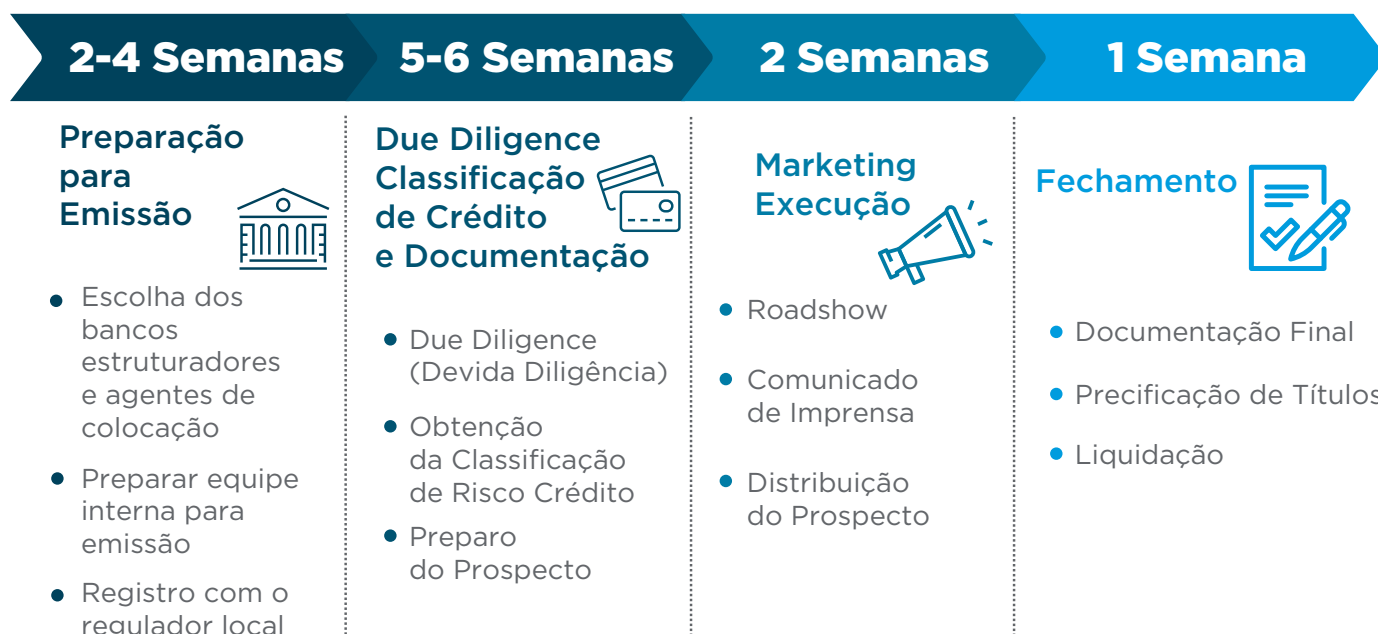 2-4 Semanas
5-6 Semanas
2 Semanas
1 Semana
Preparação
para
Emissão
Escolha dos
bancos
estruturadores
e agentes de
colocação
Preparar equipe
interna para
emissão
Registro com o
regulador local
Due Diligence
Classificação
de Crédito
e Documentação
Due Diligence
(Devida Diligência)
Obtenção
da Classificação
de Risco Crédito
Preparo
do Prospecto
Marketing
Execução
Roadshow
Comunicado
de Imprensa
Distribuição
do Prospecto
Fechamento
Documentação Final
Precificação de Títulos
Liquidação